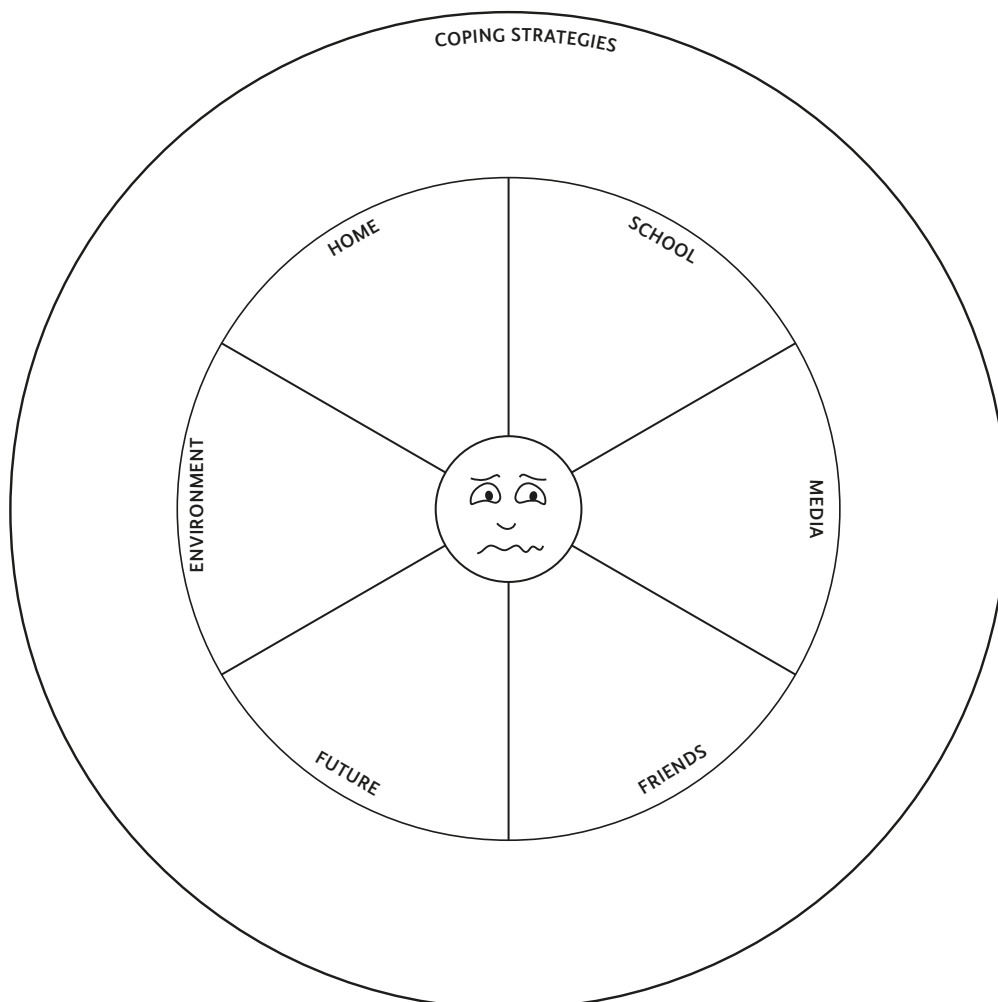 COPING STRATEGIES
HOME
SCHOOL
ENVIRONMENT
MEDIA
FUTURE
FRIENDS